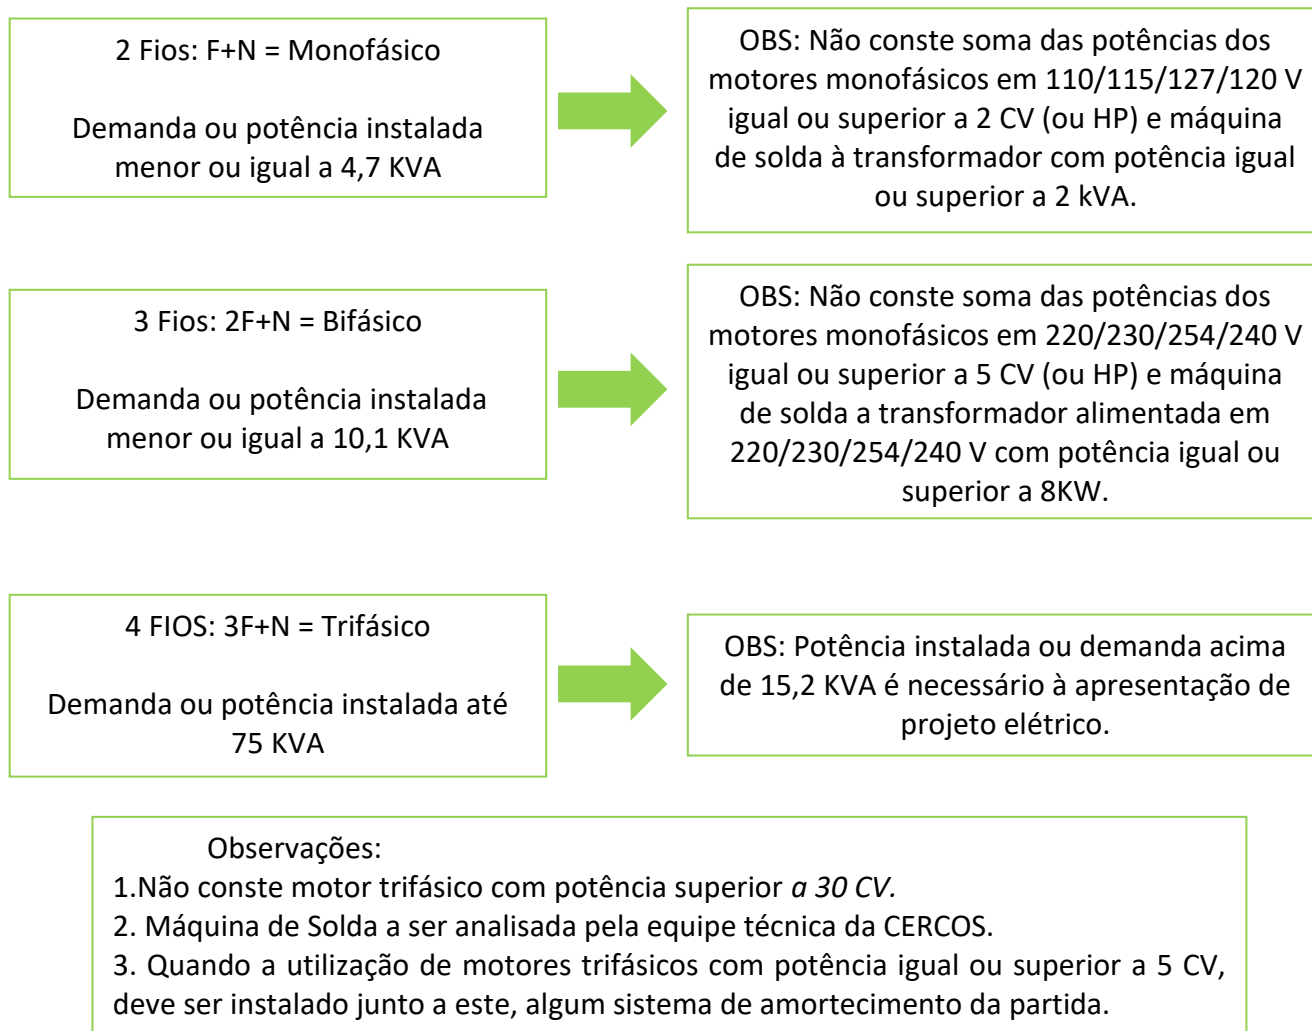 2 Fios: F+N = Monofásico
Demanda ou potência instalada
menor ou igual a 4,7 KVA
OBS: Não conste soma das potências dos
motores monofásicos em 110/115/127/120 V
igual ou superior a 2 CV (ou HP) e máquina
de solda à transformador com potência igual
ou superior a 2 kVA.
3 Fios: 2F+N = Bifásico
Demanda ou potência instalada
menor ou igual a 10,1 KVA
OBS: Não conste soma das potências dos
motores monofásicos em 220/230/254/240 V
igual ou superior a 5 CV (ou HP) e máquina
de solda a transformador alimentada em
220/230/254/240 V com potência igual ou
superior a 8KW.
4 FIOS: 3F+N = Trifásico
Demanda ou potência instalada até
75 KVA
OBS: Potência instalada ou demanda acima
de 15,2 KVA é necessário à apresentação de
projeto elétrico.
Observações:
1.Não conste motor trifásico com potência superior a 30 CV.
2. Máquina de Solda a ser analisada pela equipe técnica da CERCOS.
3. Quando a utilização de motores trifásicos com potência igual ou superior a 5 CV,
deve ser instalado junto a este, algum sistema de amortecimento da partida.